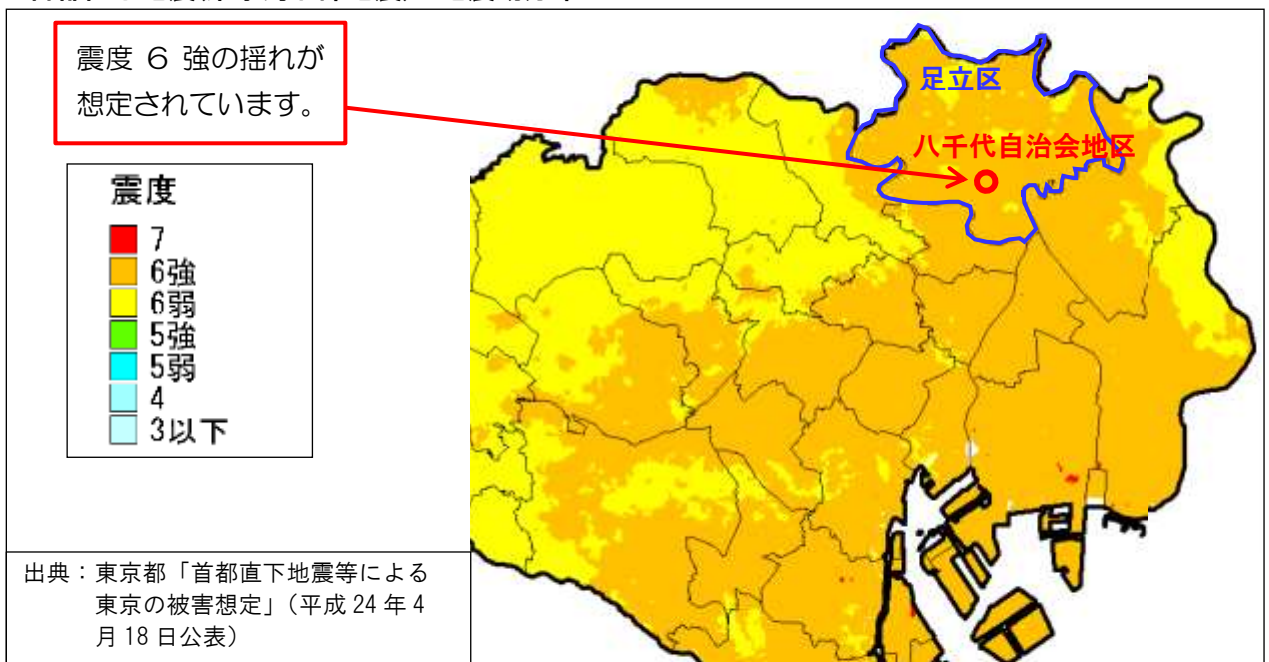 震度 6 強の揺れが
想定されています。
足立区
八千代自治会地区
震度
7
6強
6弱
5強
5弱
4
3以下
出典：東京都「首都直下地震等による
東京の被害想定」（平成 24 年 4
月 18 日公表）